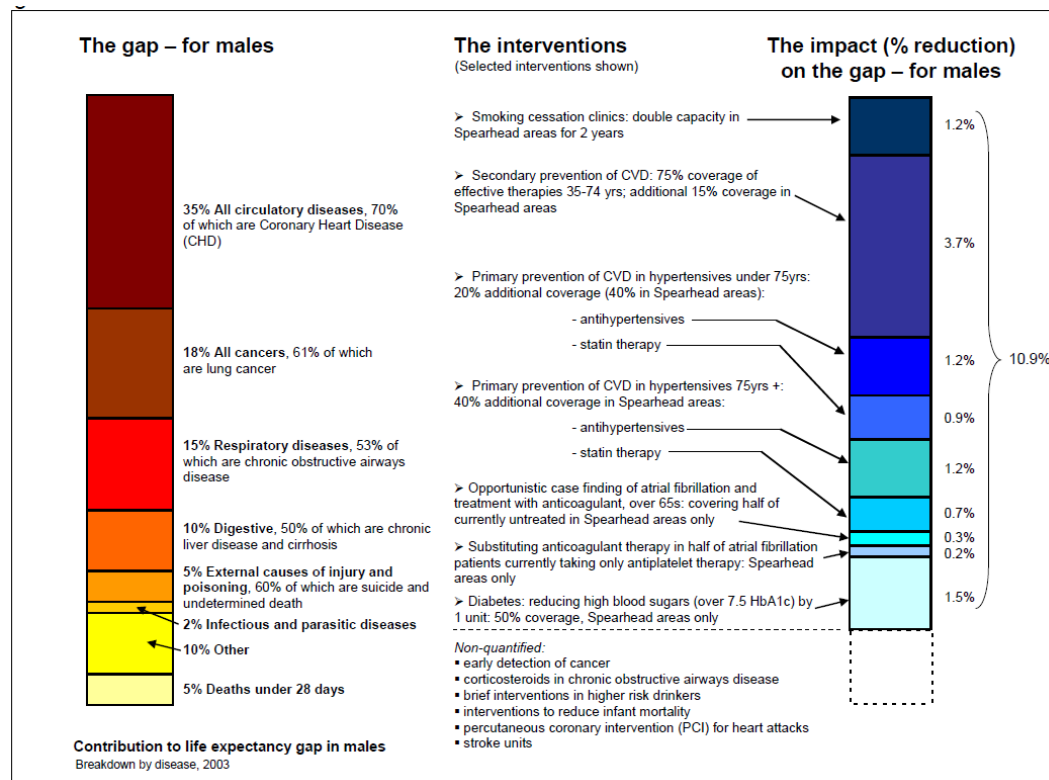 The gap – for males
35% All circulatory diseases, 70%
of which are Coronary Heart Disease
(CHD)
18% All cancers, 61% of which
are lung cancer
15% Respiratory diseases, 53% of
which are chronic obstructive airways
disease
10% Digestive, 50% of which are chronic
liver disease and cirrhosis
5% External causes of injury and
poisoning, 60% of which are suicide and
undetermined death
2% Infectious and parasitic diseases
10% Other
5% Deaths under 28 days
Contribution to life expectancy gap in males
Breakdown by disease, 2003
The interventions
(Selected interventions shown)
➢ Smoking cessation clinics: double capacity in
Spearhead areas for 2 years
➢ Secondary prevention of CVD: 75% coverage of
effective therapies 35-74 yrs; additional 15% coverage in
Spearhead areas
➢ Primary prevention of CVD in hypertensives under 75yrs:
20% additional coverage (40% in Spearhead areas):
- antihypertensives
- statin therapy
➢ Primary prevention of CVD in hypertensives 75yrs +:
40% additional coverage in Spearhead areas:
- antihypertensives
- statin therapy
➢ Opportunistic case finding of atrial fibrillation and
treatment with anticoagulant, over 65s: covering half of
currently untreated in Spearhead areas only
➢ Substituting anticoagulant therapy in half of atrial fibrillation
patients currently taking only antiplatelet therapy: Spearhead
areas only
➢ Diabetes: reducing high blood sugars (over 7.5 HbA1c) by
1 unit: 50% coverage, Spearhead areas only
Non-quantified:
▪ early detection of cancer
▪ corticosteroids in chronic obstructive airways disease
▪ brief interventions in higher risk drinkers
▪ interventions to reduce infant mortality
▪ percutaneous coronary intervention (PCI) for heart attacks
▪ stroke units
The impact (% reduction)
on the gap – for males
1.2%
3.7%
1.2%
0.9%
1.2%
0.7%
0.3%
0.2%
1.5%
10.9%